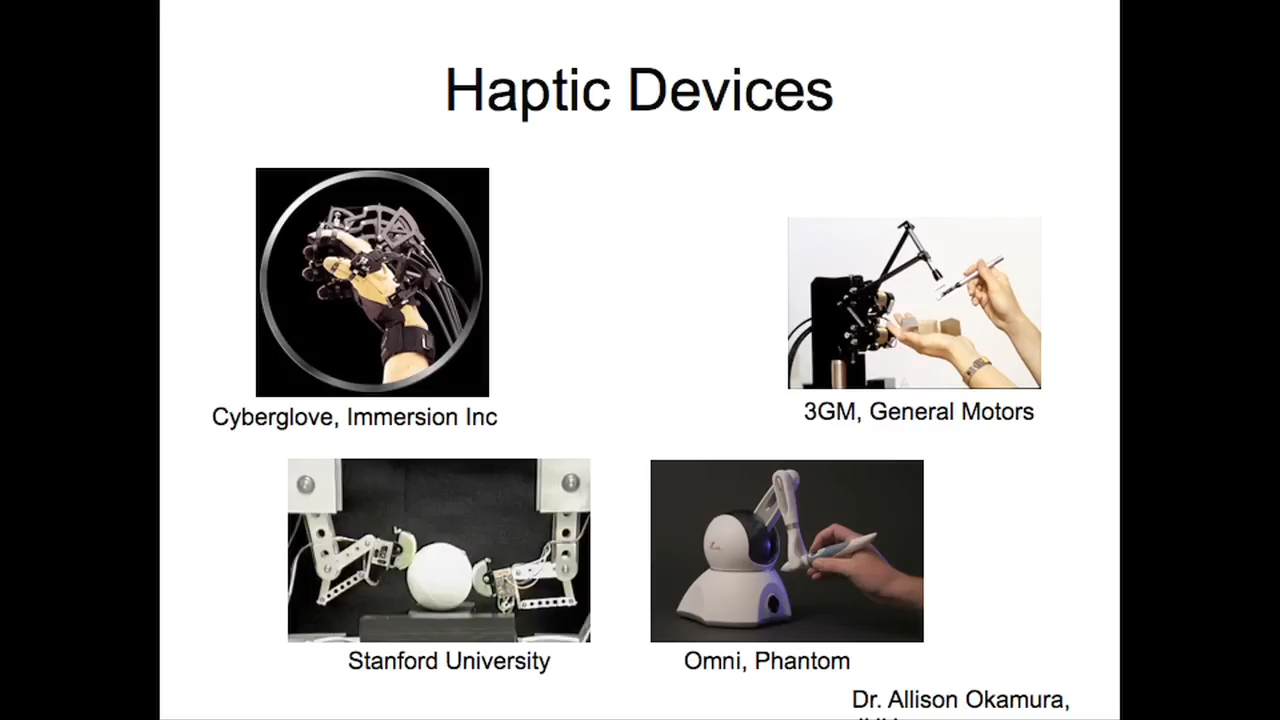 Haptic Devices
Cyberglove, Immersion Inc
3GM, General Motors
Stanford University
Omni, Phantom
Dr. Allison Okamura,